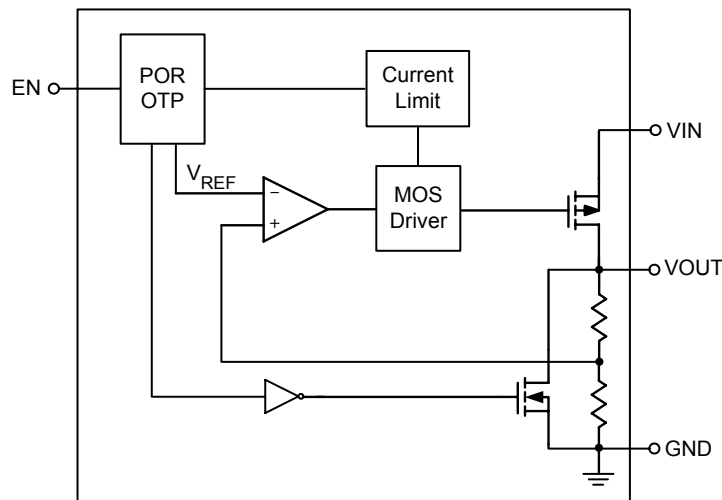 EN
POR
OTP
Current
Limit
VIN
VREF
−
+
MOS
Driver
VOUT
GND